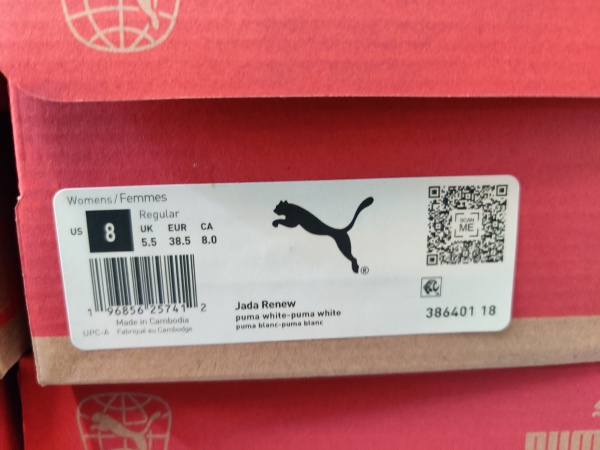 Womens/Femmes
Regular
US 8 UK EUR CA
5.5 38.5 8.0
SCAN
ME
1 96856 25741 2
UPC-A Made in Cambodia
Fabriqué au Cambodge
Jada Renew
puma white-puma white
puma blanc-puma blanc
®
386401 18
PUMA